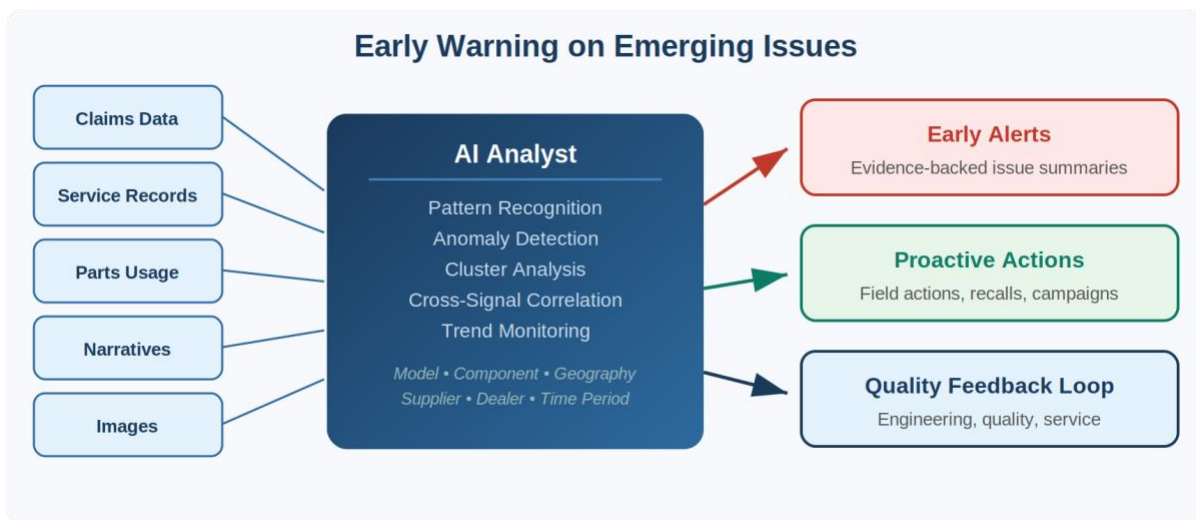 Early Warning on Emerging Issues
Claims Data
Service Records
Parts Usage
Narratives
Images
AI Analyst
Pattern Recognition
Anomaly Detection
Cluster Analysis
Cross-Signal Correlation
Trend Monitoring
Model • Component • Geography
Supplier • Dealer • Time Period
Early Alerts
Evidence-backed issue summaries
Proactive Actions
Field actions, recalls, campaigns
Quality Feedback Loop
Engineering, quality, service